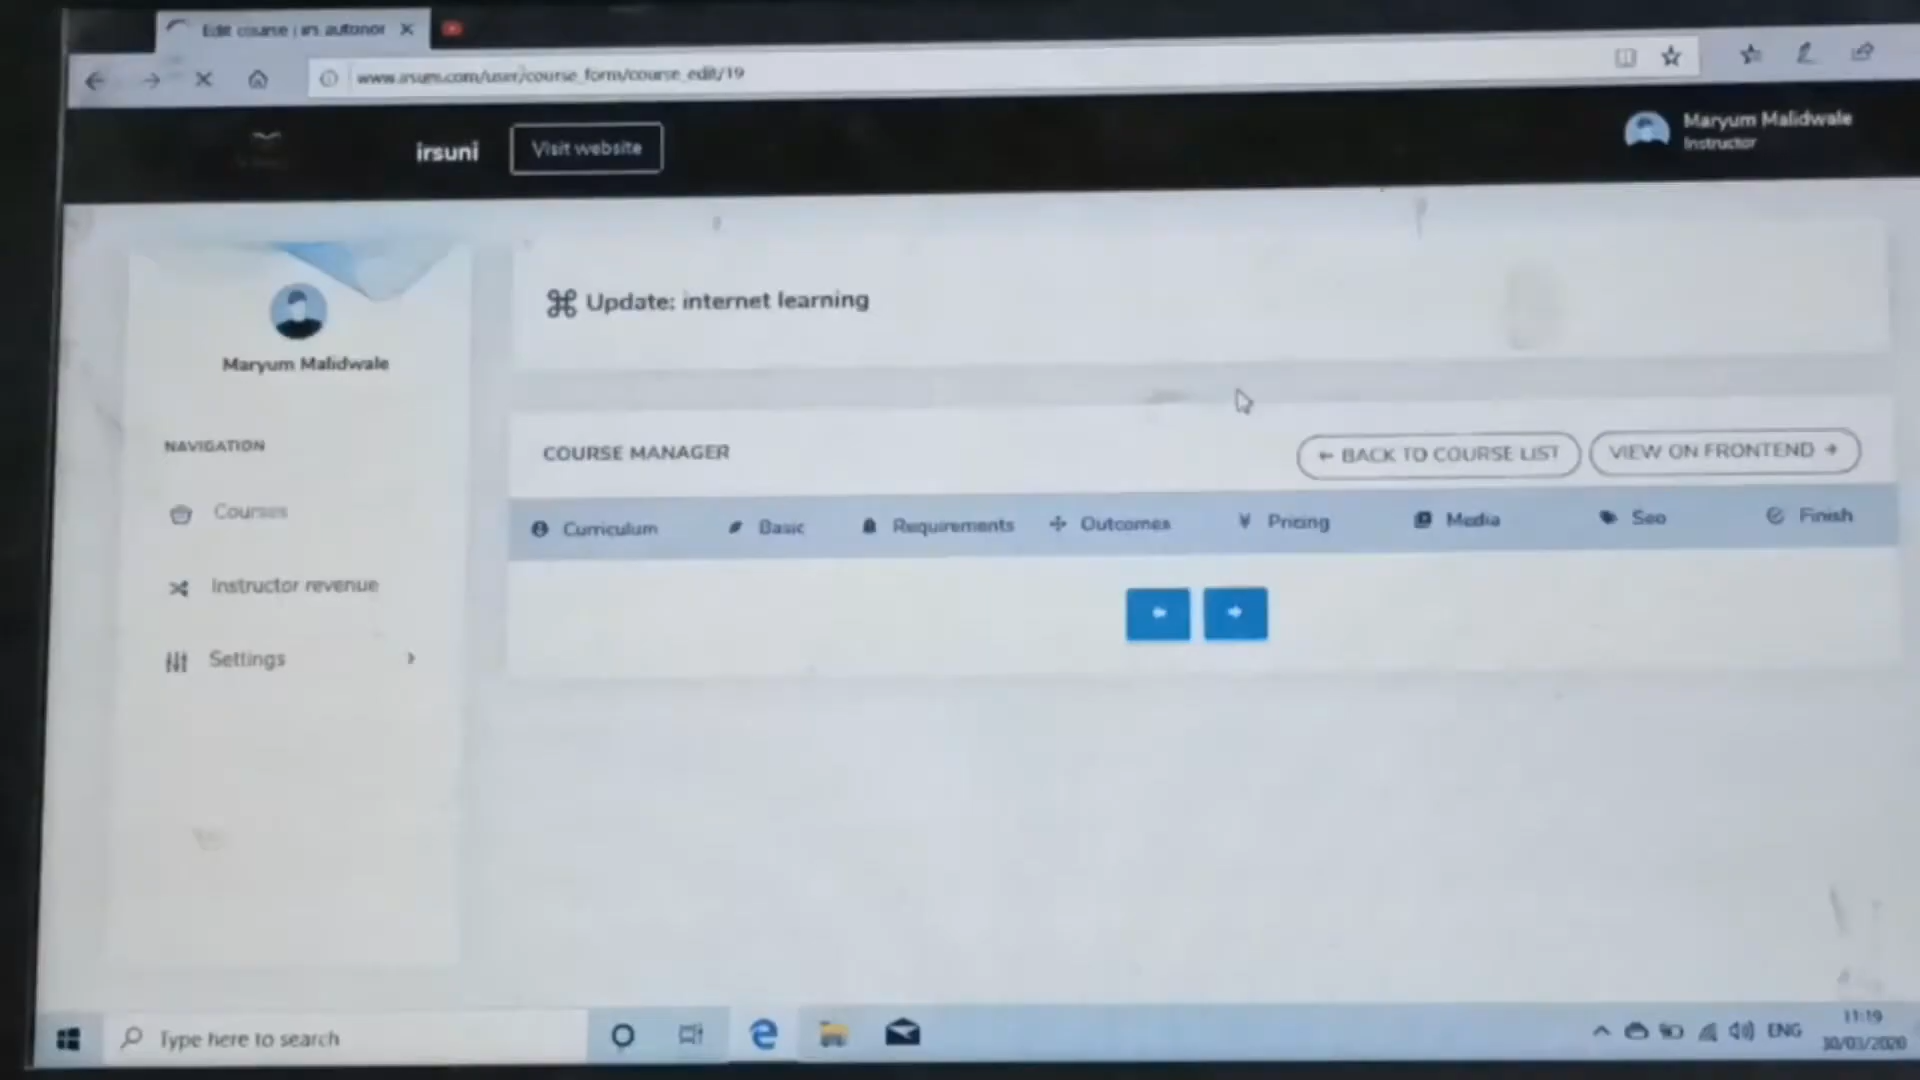 Edit course | irs autonor
www.irsuni.com/user/course_form/course_edit/19
irsuni
Visit website
Maryum Malidwale
Instructor
Maryum Malidwale
NAVIGATION
Courses
Instructor revenue
Settings
Update: internet learning
COURSE MANAGER
← BACK TO COURSE LIST
VIEW ON FRONTEND →
Curriculum
Basic
Requirements
Outcomes
Pricing
Media
Seo
Finish
Type here to search
ENG
11:19
30/03/2020